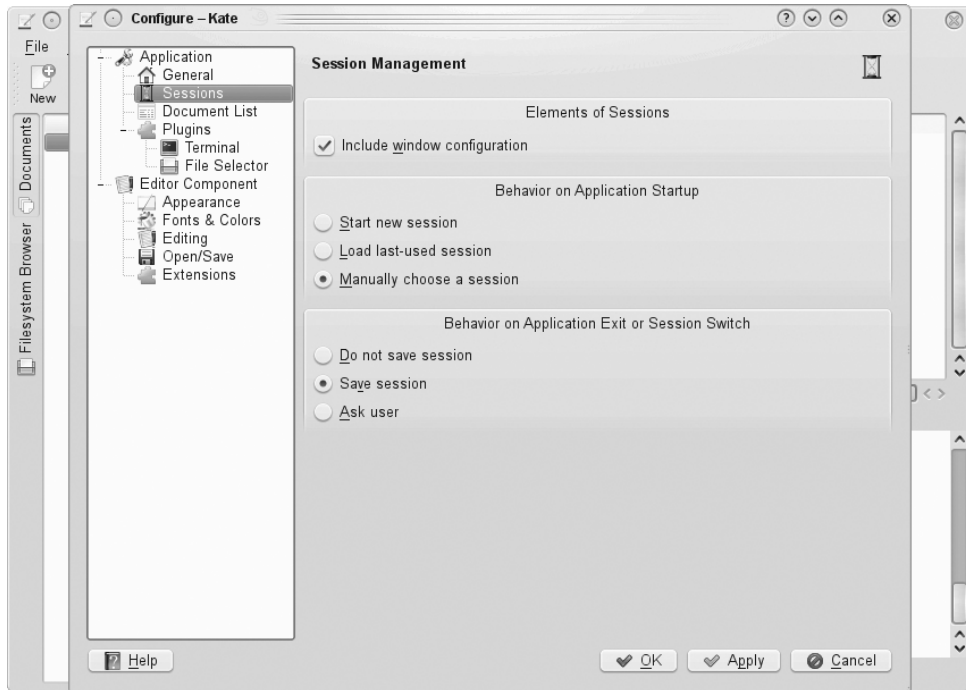 Configure – Kate
File
New
Documents
Filesystem Browser
Application
General
Sessions
Document List
Plugins
Terminal
File Selector
Editor Component
Appearance
Fonts & Colors
Editing
Open/Save
Extensions
Session Management
Elements of Sessions
Include window configuration
Behavior on Application Startup
Start new session
Load last-used session
Manually choose a session
Behavior on Application Exit or Session Switch
Do not save session
Save session
Ask user
Help
OK
Apply
Cancel